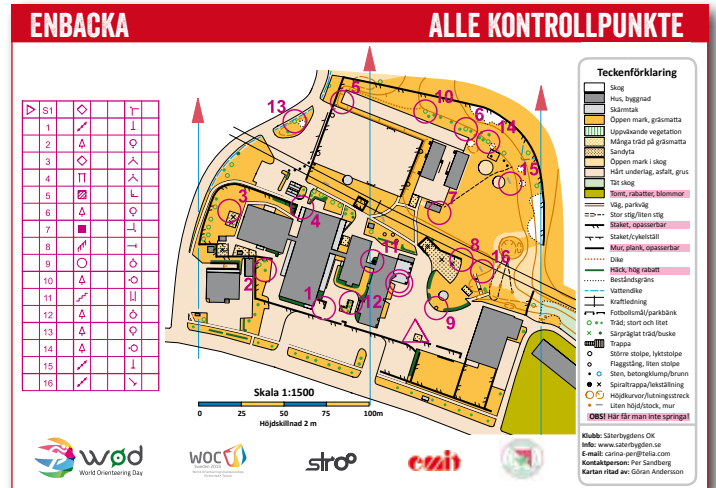 ENBACKA
ALLE KONTROLLPUNKTE
S1
1
2
3
4
5
6
7
8
9
10
11
12
13
14
15
16
13
5
10
6
14
15
3
4
7
11
8
16
2
1
12
9
Skala 1:1500
0 25 50 75 100m
Höjdskillnad 2 m
Teckenförklaring
Skog
Hus, byggnad
Skärmtak
Öppen mark, gräsmatta
Uppväxande vegetation
Många träd på gräsmatta
Sandyta
Öppen mark i skog
Hårt underlag, asfalt, grus
Tät skog
Tomt, rabatter, blommor
Väg, parkväg
Stor stig/liten stig
Staket, opasserbar
Staket/cykelställ
Mur, plank, opasserbar
Dike
Häck, hög rabatt
Beståndsgräns
Vattendike
Kraftledning
Fotbollsmål/parkbänk
Träd; stort och litet
Särpräglat träd/buske
Trappa
Större stolpe, lyktstolpe
Flaggstång, liten stolpe
Sten, betongklump/brunn
Spiraltrappa/lekställning
Höjdkurvor/lutningsstreck
Liten höjd/stock, mur
OBS! Här får man inte springa!
Klubb: Säterbygdens OK
Info: www.saterbygden.se
E-mail: carina-per@telia.com
Kontaktperson: Per Sandberg
Kartan ritad av: Göran Andersson
wod
World Orienteering Day
WOC
stroo
emit